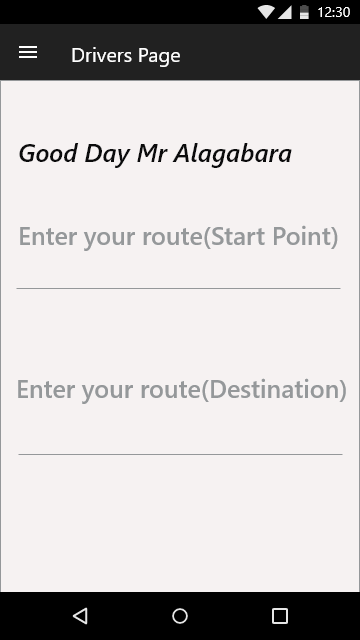 12:30
Drivers Page
Good Day Mr Alagabara
Enter your route(Start Point)
Enter your route(Destination)